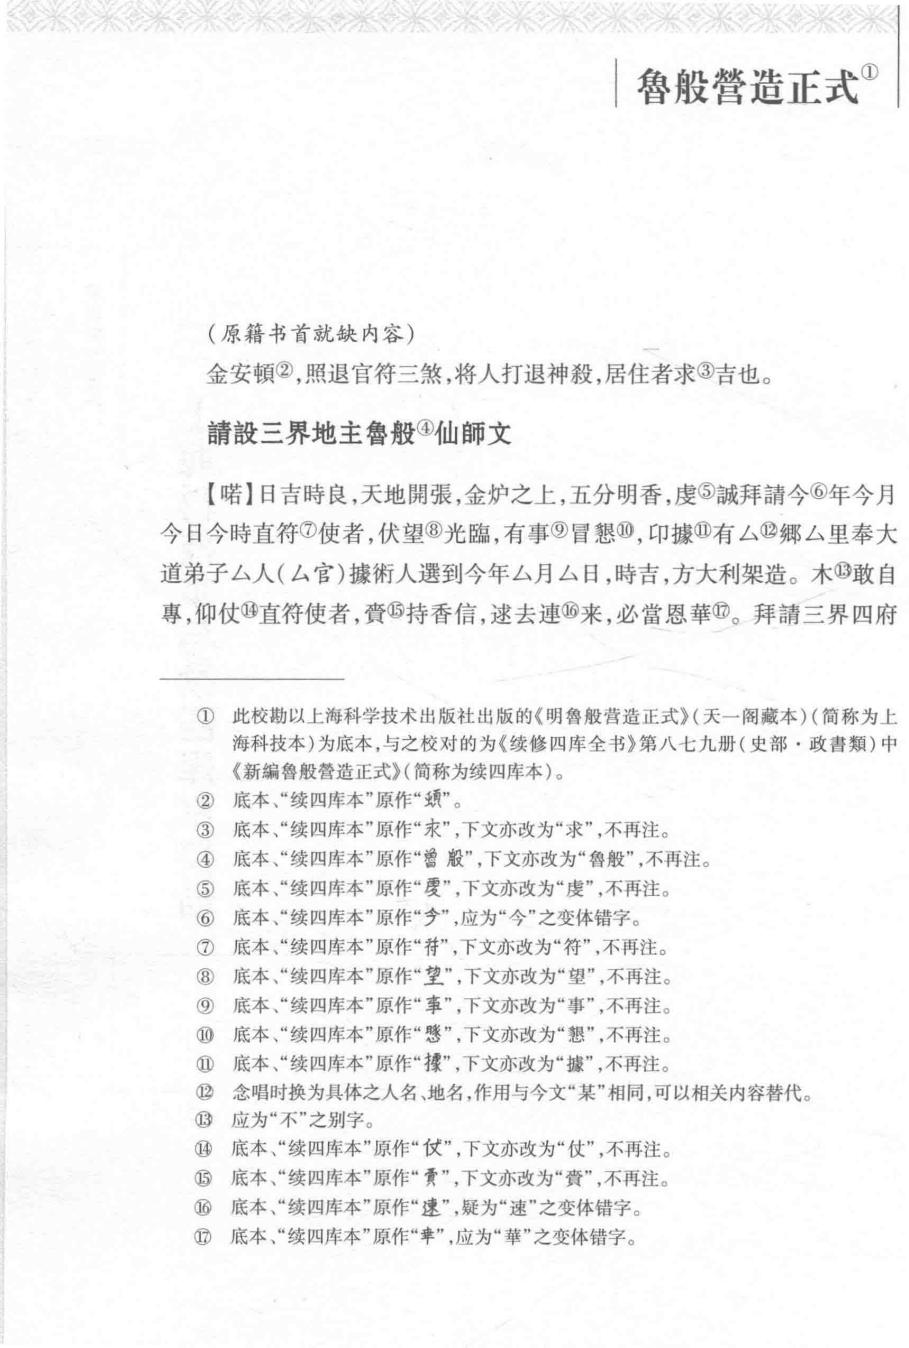 魯般營造正式①
(原籍书首就缺内容)
金安頓②,照退官符三煞,将人打退神殺,居住者求③吉也。
請設三界地主魯般④仙師文
【喏】日吉時良,天地開張,金炉之上,五分明香,虔⑤誠拜請今⑥年今月
今日今時直符⑦使者,伏望⑧光臨,有事⑨冒懇⑩,叩據⑪有厶⑫鄉厶里奉大
道弟子厶人(厶官)據術人選到今年厶月厶日,時吉,方大利架造。木⑬敢自
專,仰仗⑭直符使者,賫⑮持香信,逑去連⑯来,必當恩華⑰。拜請三界四府
① 此校勘以上海科学技术出版社出版的《明魯般营造正式》(天一阁藏本)(简称为上
海科技本)为底本,与之校对的为《续修四库全书》第八七九册(史部·政書類)中
《新編魯般營造正式》(简称为续四库本)。
② 底本、“续四库本”原作“”。
③ 底本、“续四库本”原作“”,下文亦改为“求”,不再注。
④ 底本、“续四库本”原作“”,下文亦改为“魯般”,不再注。
⑤ 底本、“续四库本”原作“”,下文亦改为“虔”,不再注。
⑥ 底本、“续四库本”原作“”,应为“今”之变体错字。
⑦ 底本、“续四库本”原作“”,下文亦改为“符”,不再注。
⑧ 底本、“续四库本”原作“”,下文亦改为“望”,不再注。
⑨ 底本、“续四库本”原作“”,下文亦改为“事”,不再注。
⑩ 底本、“续四库本”原作“”,下文亦改为“懇”,不再注。
⑪ 底本、“续四库本”原作“”,下文亦改为“據”,不再注。
⑫ 念唱时换为具体之人名、地名,作用与今文“某”相同,可以相关内容替代。
⑬ 应为“不”之别字。
⑭ 底本、“续四库本”原作“”,下文亦改为“仗”,不再注。
⑮ 底本、“续四库本”原作“”,下文亦改为“賫”,不再注。
⑯ 底本、“续四库本”原作“”,疑为“速”之变体错字。
⑰ 底本、“续四库本”原作“”,应为“華”之变体错字。